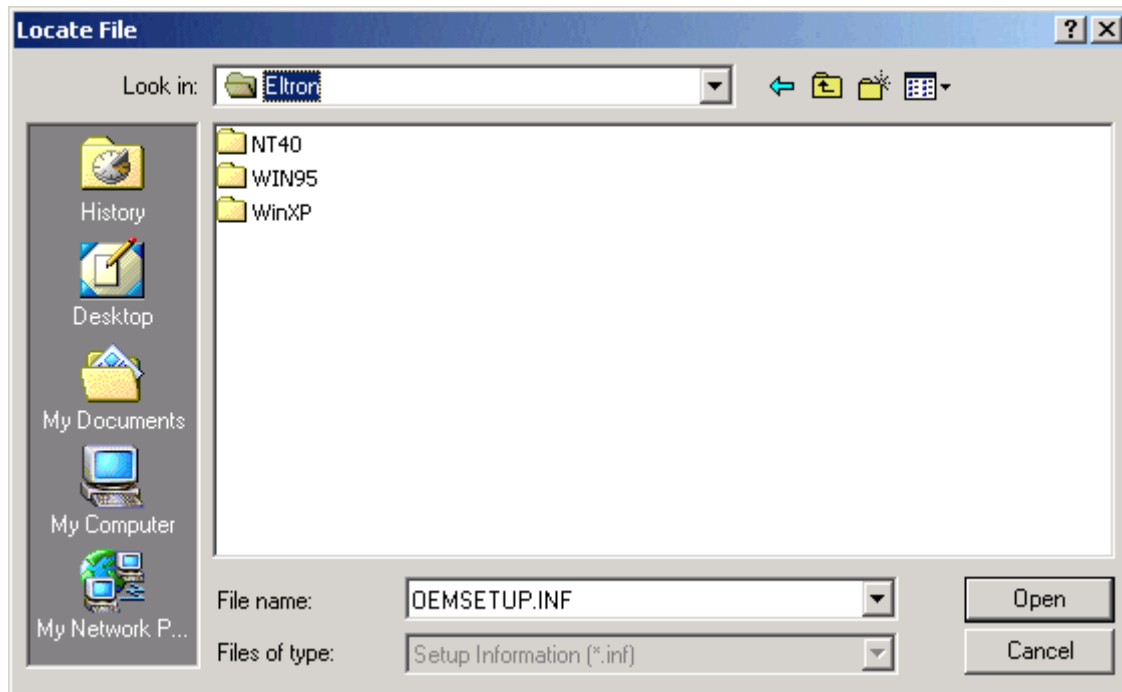 Locate File
Look in:
Eltron
NT40
WIN95
WinXP
History
Desktop
My Documents
My Computer
My Network P...
File name:
OEMSETUP.INF
Open
Files of type:
Setup Information (*.inf)
Cancel